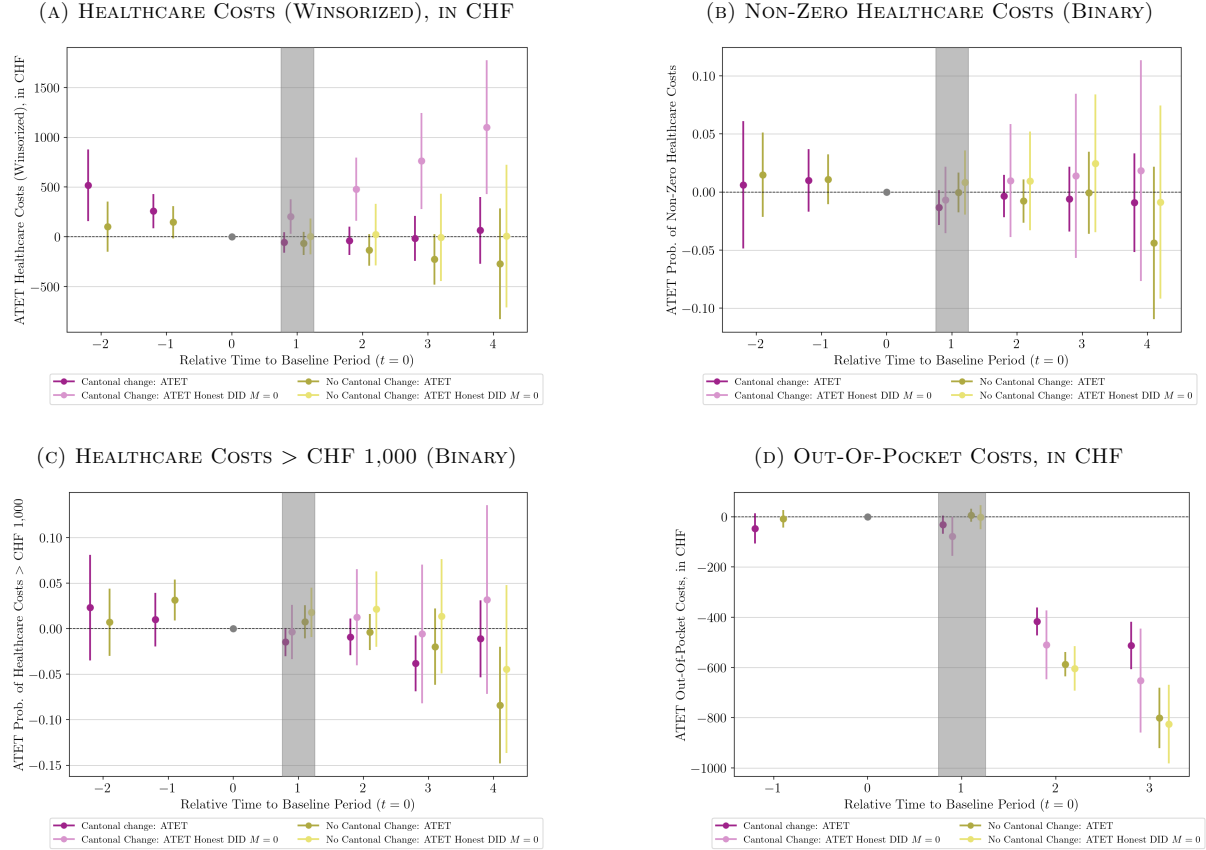 (A) Healthcare Costs (Winsorized), in CHF
ATET Healthcare Costs (Winsorized), in CHF
1500
1000
500
0
−500
−2 −1 0 1 2 3 4
Relative Time to Baseline Period (t = 0)
Cantonal change: ATET No Cantonal Change: ATET
Cantonal Change: ATET Honest DID M = 0 No Cantonal Change: ATET Honest DID M = 0
(B) Non-Zero Healthcare Costs (Binary)
ATET Prob. of Non-Zero Healthcare Costs
0.10
0.05
0.00
−0.05
−0.10
−2 −1 0 1 2 3 4
Relative Time to Baseline Period (t = 0)
Cantonal change: ATET No Cantonal Change: ATET
Cantonal Change: ATET Honest DID M = 0 No Cantonal Change: ATET Honest DID M = 0
(C) Healthcare Costs > CHF 1,000 (Binary)
ATET Prob. of Healthcare Costs > CHF 1,000
0.10
0.05
0.00
−0.05
−0.10
−0.15
−2 −1 0 1 2 3 4
Relative Time to Baseline Period (t = 0)
Cantonal change: ATET No Cantonal Change: ATET
Cantonal Change: ATET Honest DID M = 0 No Cantonal Change: ATET Honest DID M = 0
(D) Out-Of-Pocket Costs, in CHF
ATET Out-Of-Pocket Costs, in CHF
0
−200
−400
−600
−800
−1000
−1 0 1 2 3
Relative Time to Baseline Period (t = 0)
Cantonal change: ATET No Cantonal Change: ATET
Cantonal Change: ATET Honest DID M = 0 No Cantonal Change: ATET Honest DID M = 0